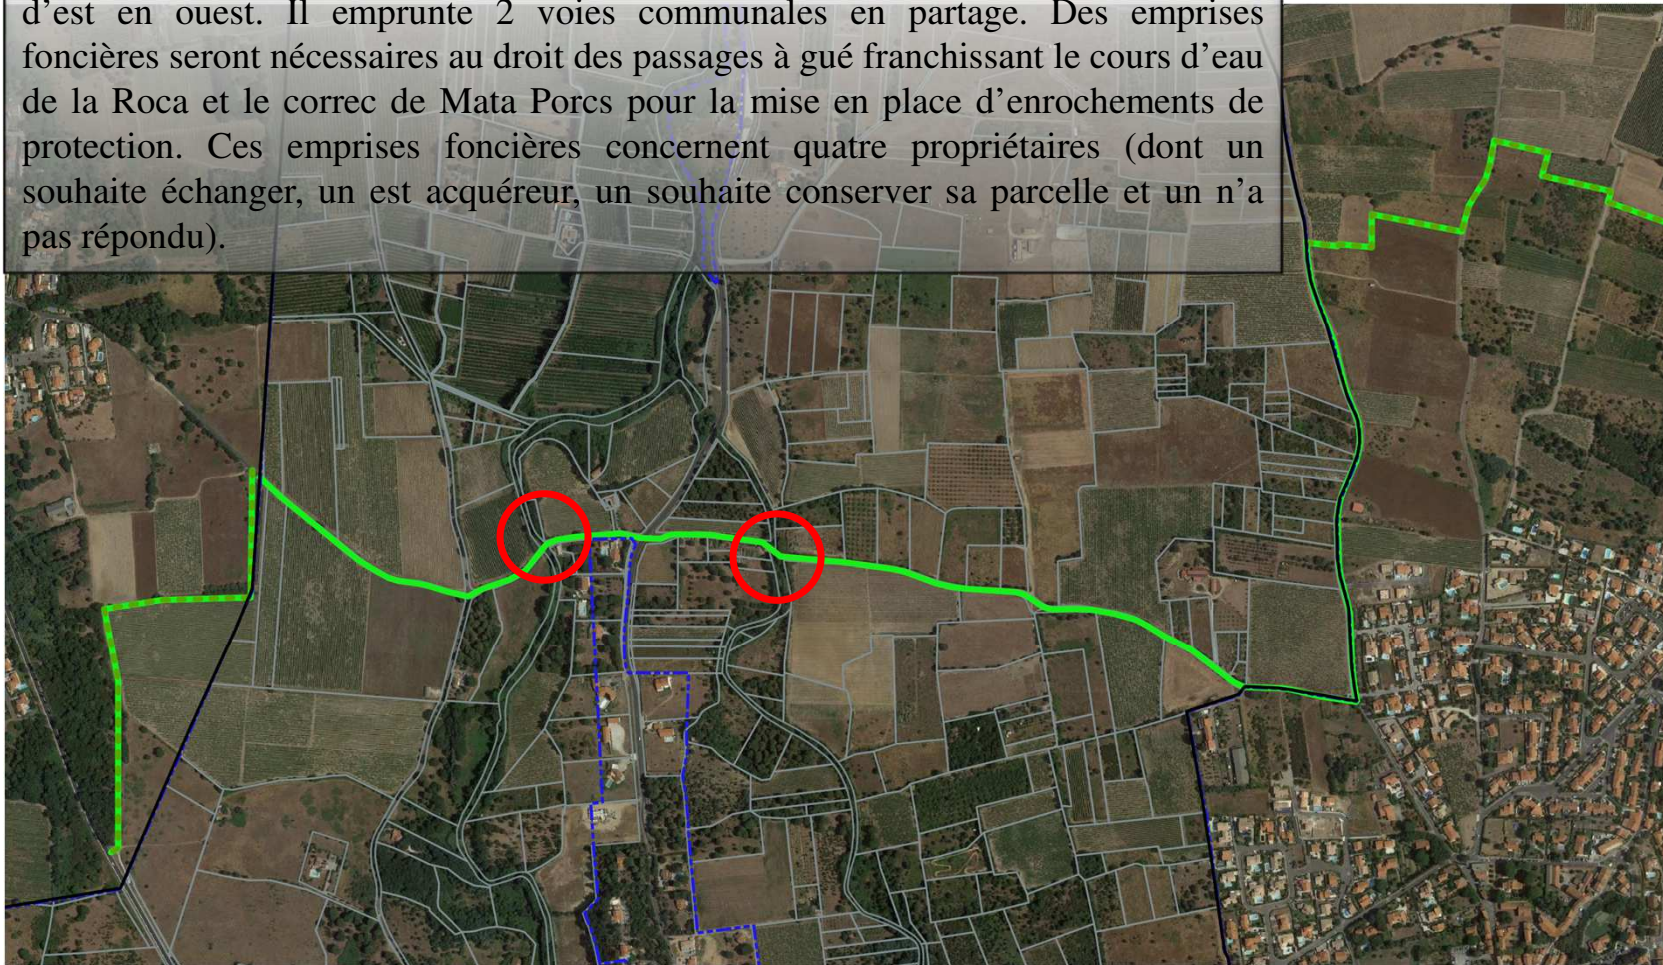 d'est en ouest. Il emprunte 2 voies communales en partage. Des emprises
foncières seront nécessaires au droit des passages à gué franchissant le cours d'eau
de la Roca et le correc de Mata Porcs pour la mise en place d'enrochements de
protection. Ces emprises foncières concernent quatre propriétaires (dont un
souhaite échanger, un est acquéreur, un souhaite conserver sa parcelle et un n'a
pas répondu).